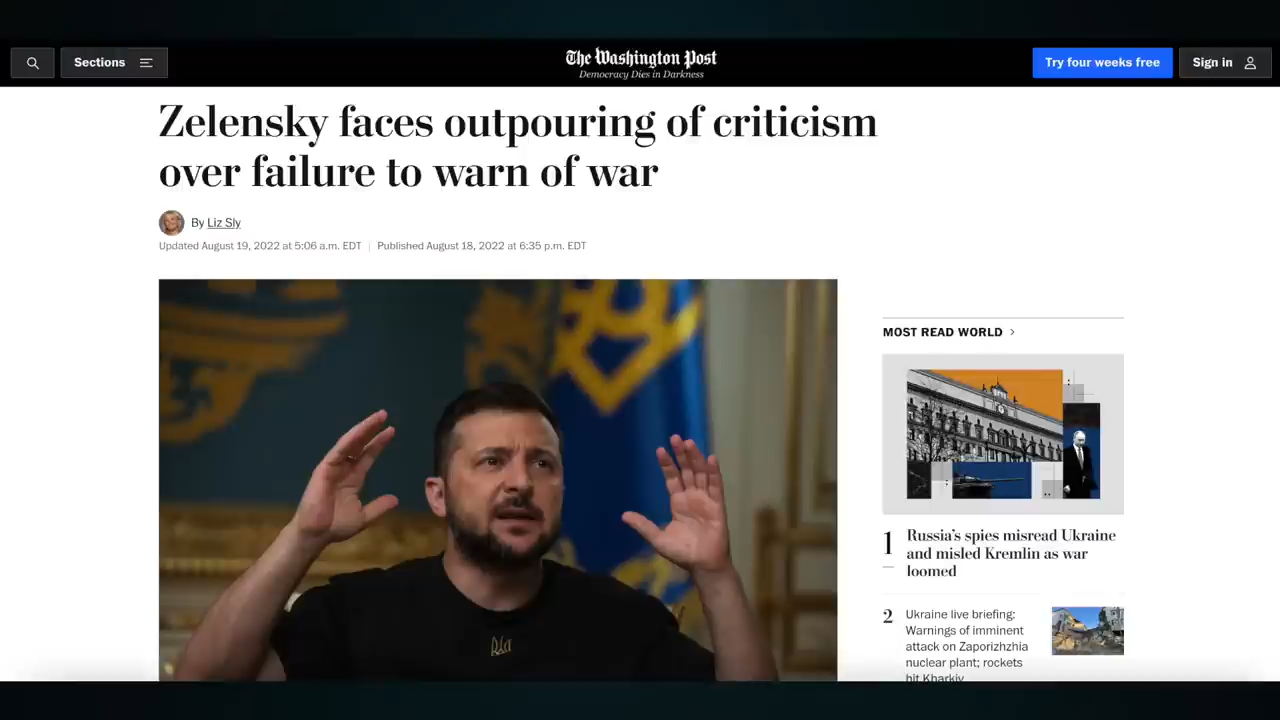 Sections
The Washington Post
Democracy Dies in Darkness
Try four weeks free
Sign in
Zelensky faces outpouring of criticism
over failure to warn of war
By Liz Sly
Updated August 19, 2022 at 5:06 a.m. EDT | Published August 18, 2022 at 6:35 p.m. EDT
MOST READ WORLD
1
Russia's spies misread Ukraine
and misled Kremlin as war
loomed
2
Ukraine live briefing:
Warnings of imminent
attack on Zaporizhzhia
nuclear plant; rockets
hit Kharkiv